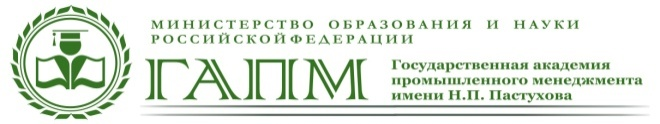 МИНИСТЕРСТВО ОБРАЗОВАНИЯ И НАУКИ
РОССИЙСКОЙФЕДЕРАЦИИ
ГАПМ
Государственная академия
промышленного менеджмента
имени Н.П. Пастухова